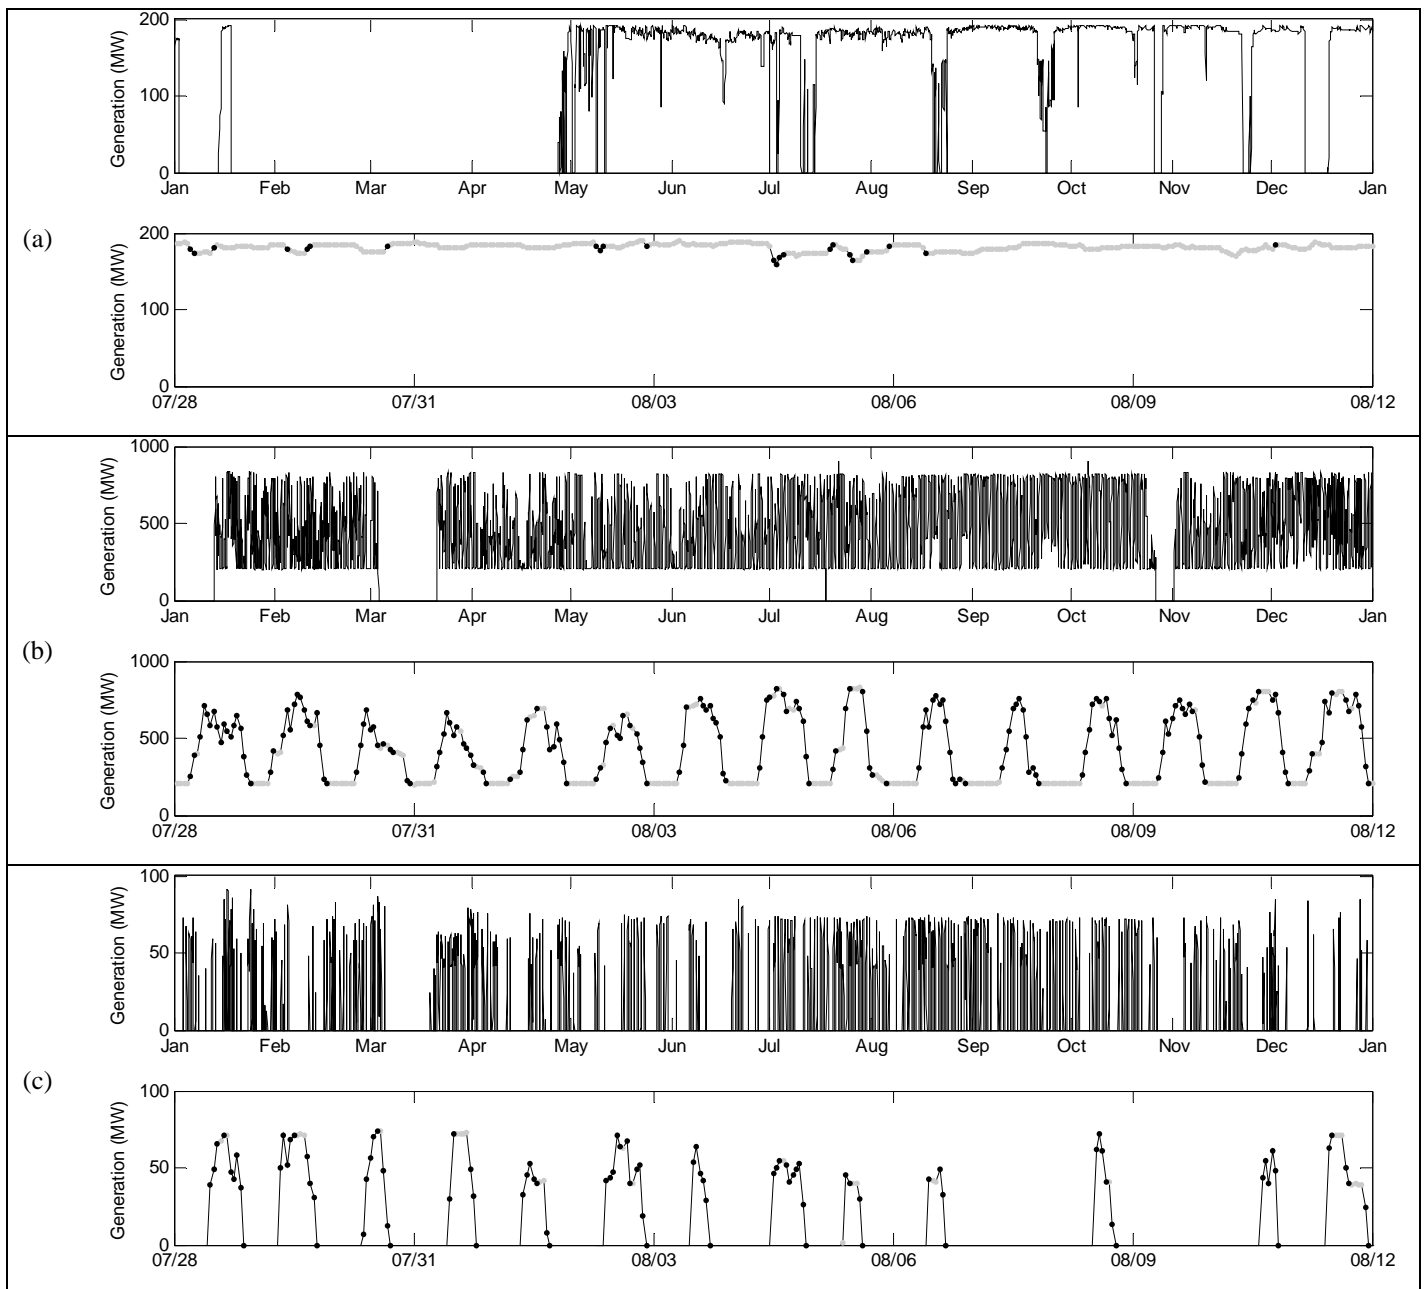 Generation (MW)
200
100
0
Jan Feb Mar Apr May Jun Jul Aug Sep Oct Nov Dec Jan
(a)
Generation (MW)
200
100
0
07/28 07/31 08/03 08/06 08/09 08/12
Generation (MW)
1000
500
0
Jan Feb Mar Apr May Jun Jul Aug Sep Oct Nov Dec Jan
(b)
Generation (MW)
1000
500
0
07/28 07/31 08/03 08/06 08/09 08/12
Generation (MW)
100
50
0
Jan Feb Mar Apr May Jun Jul Aug Sep Oct Nov Dec Jan
(c)
Generation (MW)
100
50
0
07/28 07/31 08/03 08/06 08/09 08/12